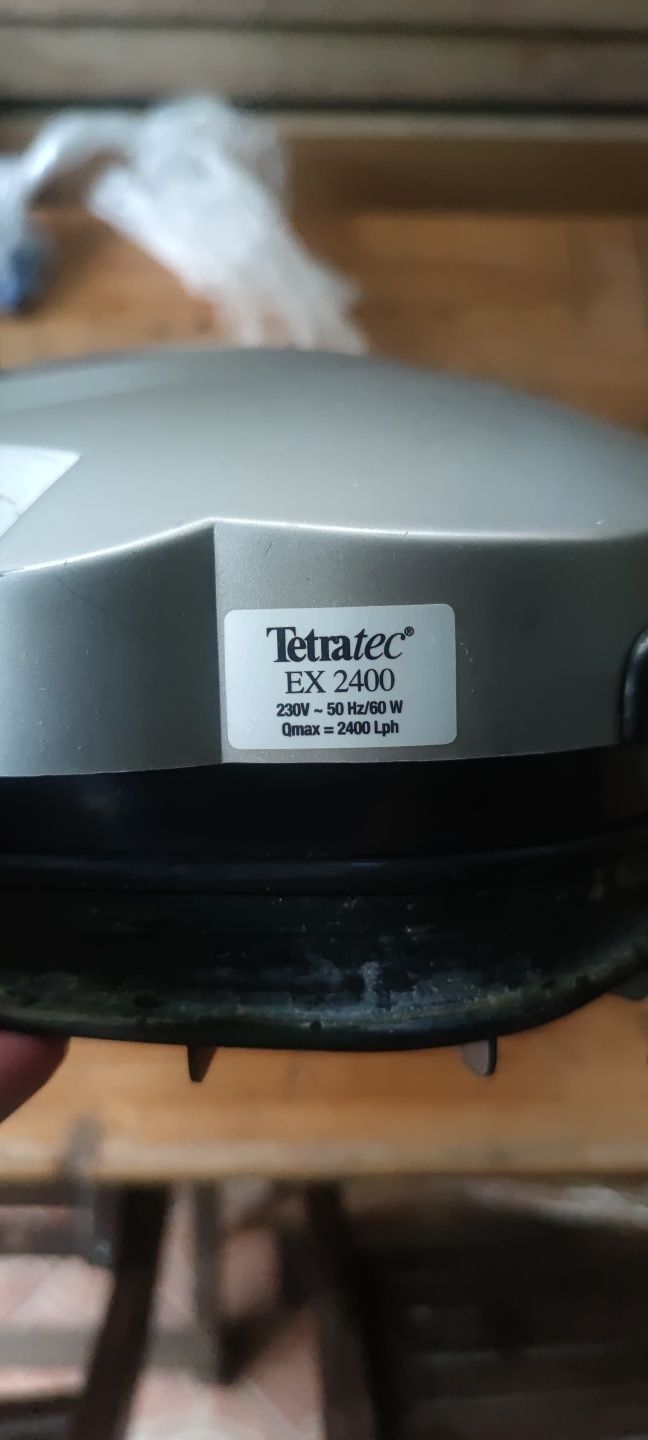 Tetratec®
EX 2400
230V ~ 50 Hz/60 W
Qmax = 2400 Lph